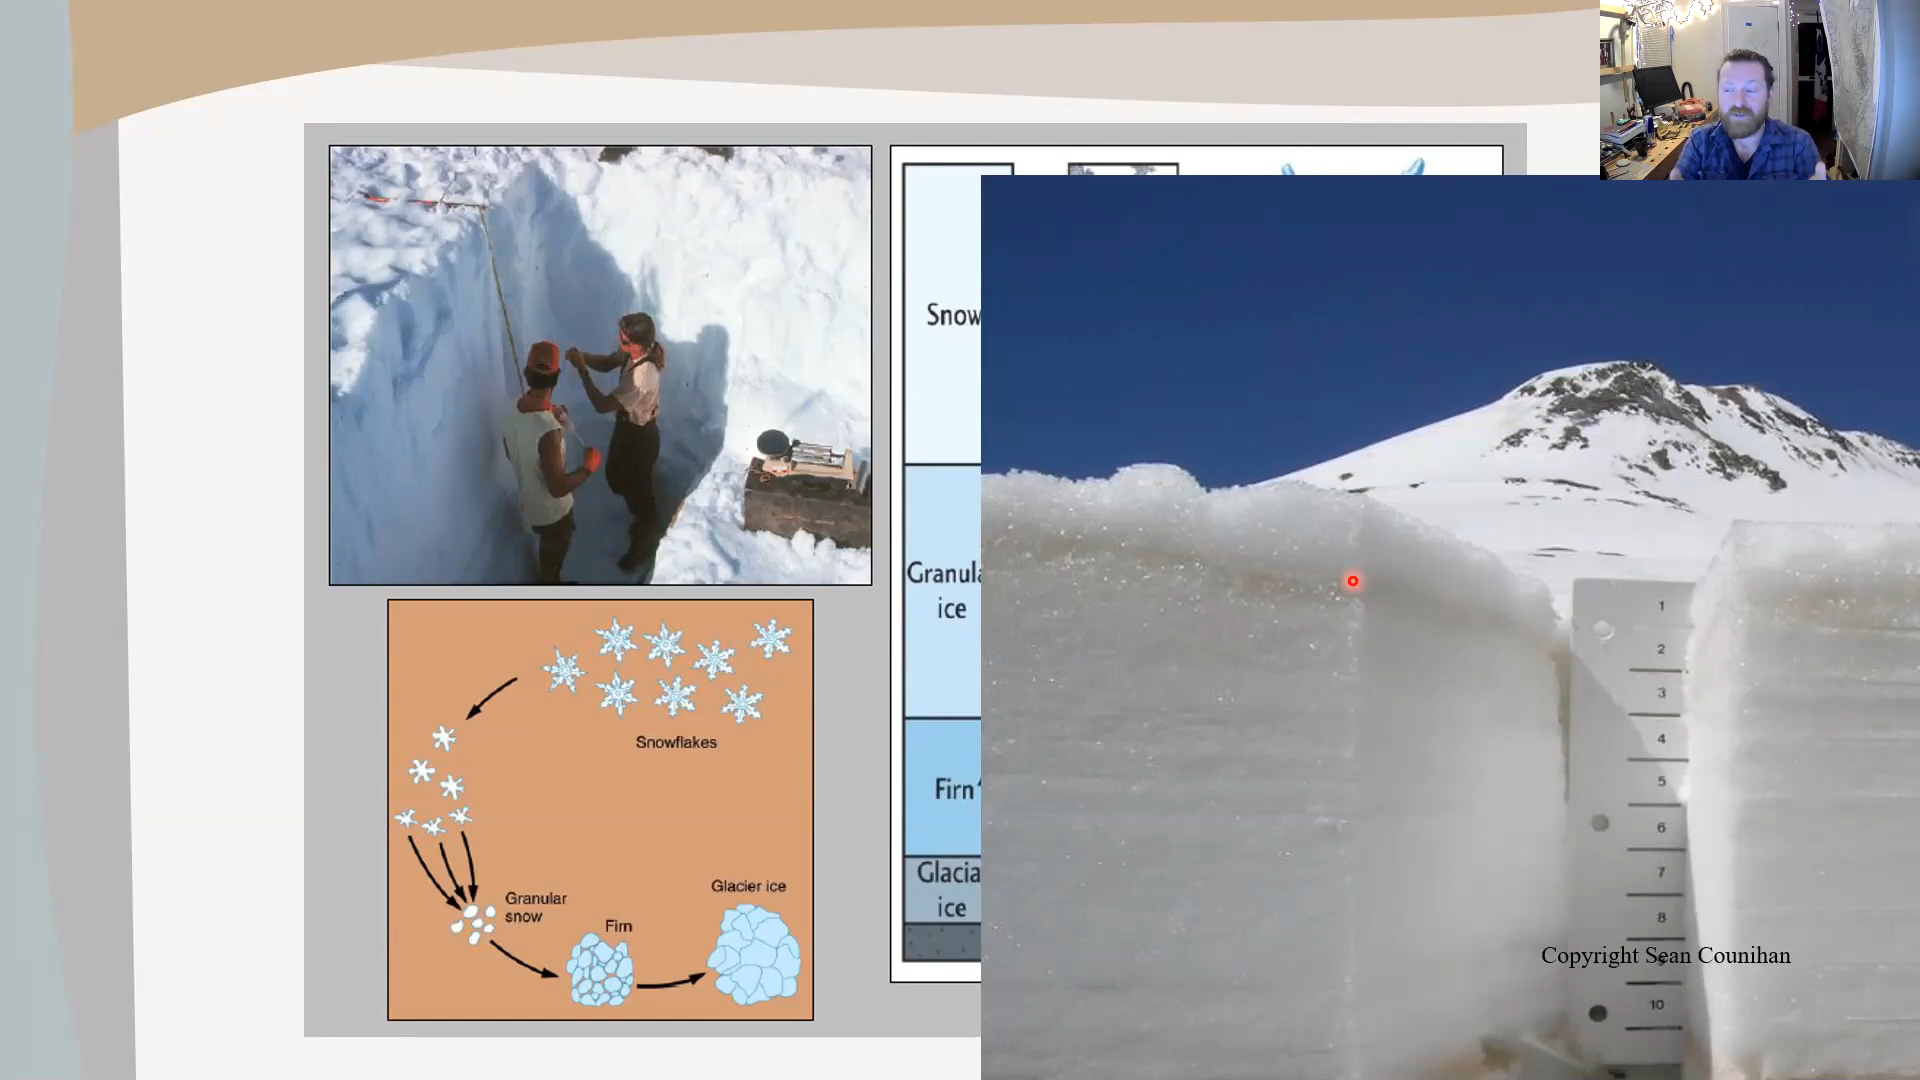 Snow
Granula
ice
Firn
Glacia
ice
Snowflakes
Granular
snow
Firn
Glacier ice
1
2
3
4
5
6
7
8
9
10
Copyright Sean Counihan